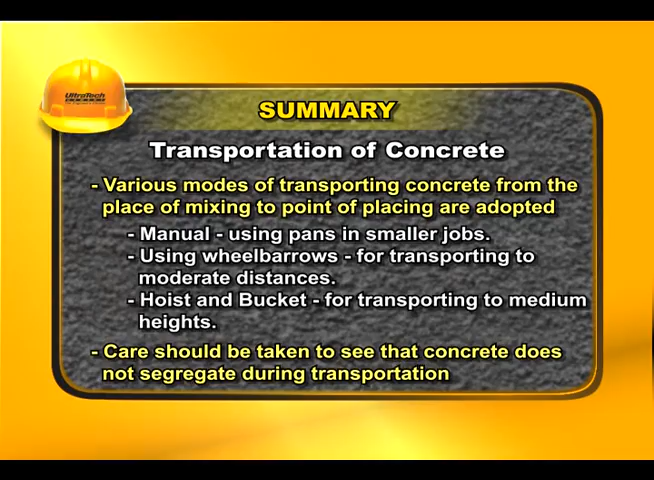 UltraTech
CEMENT
SUMMARY
Transportation of Concrete
- Various modes of transporting concrete from the
place of mixing to point of placing are adopted
- Manual - using pans in smaller jobs.
- Using wheelbarrows - for transporting to
moderate distances.
- Hoist and Bucket - for transporting to medium
heights.
- Care should be taken to see that concrete does
not segregate during transportation